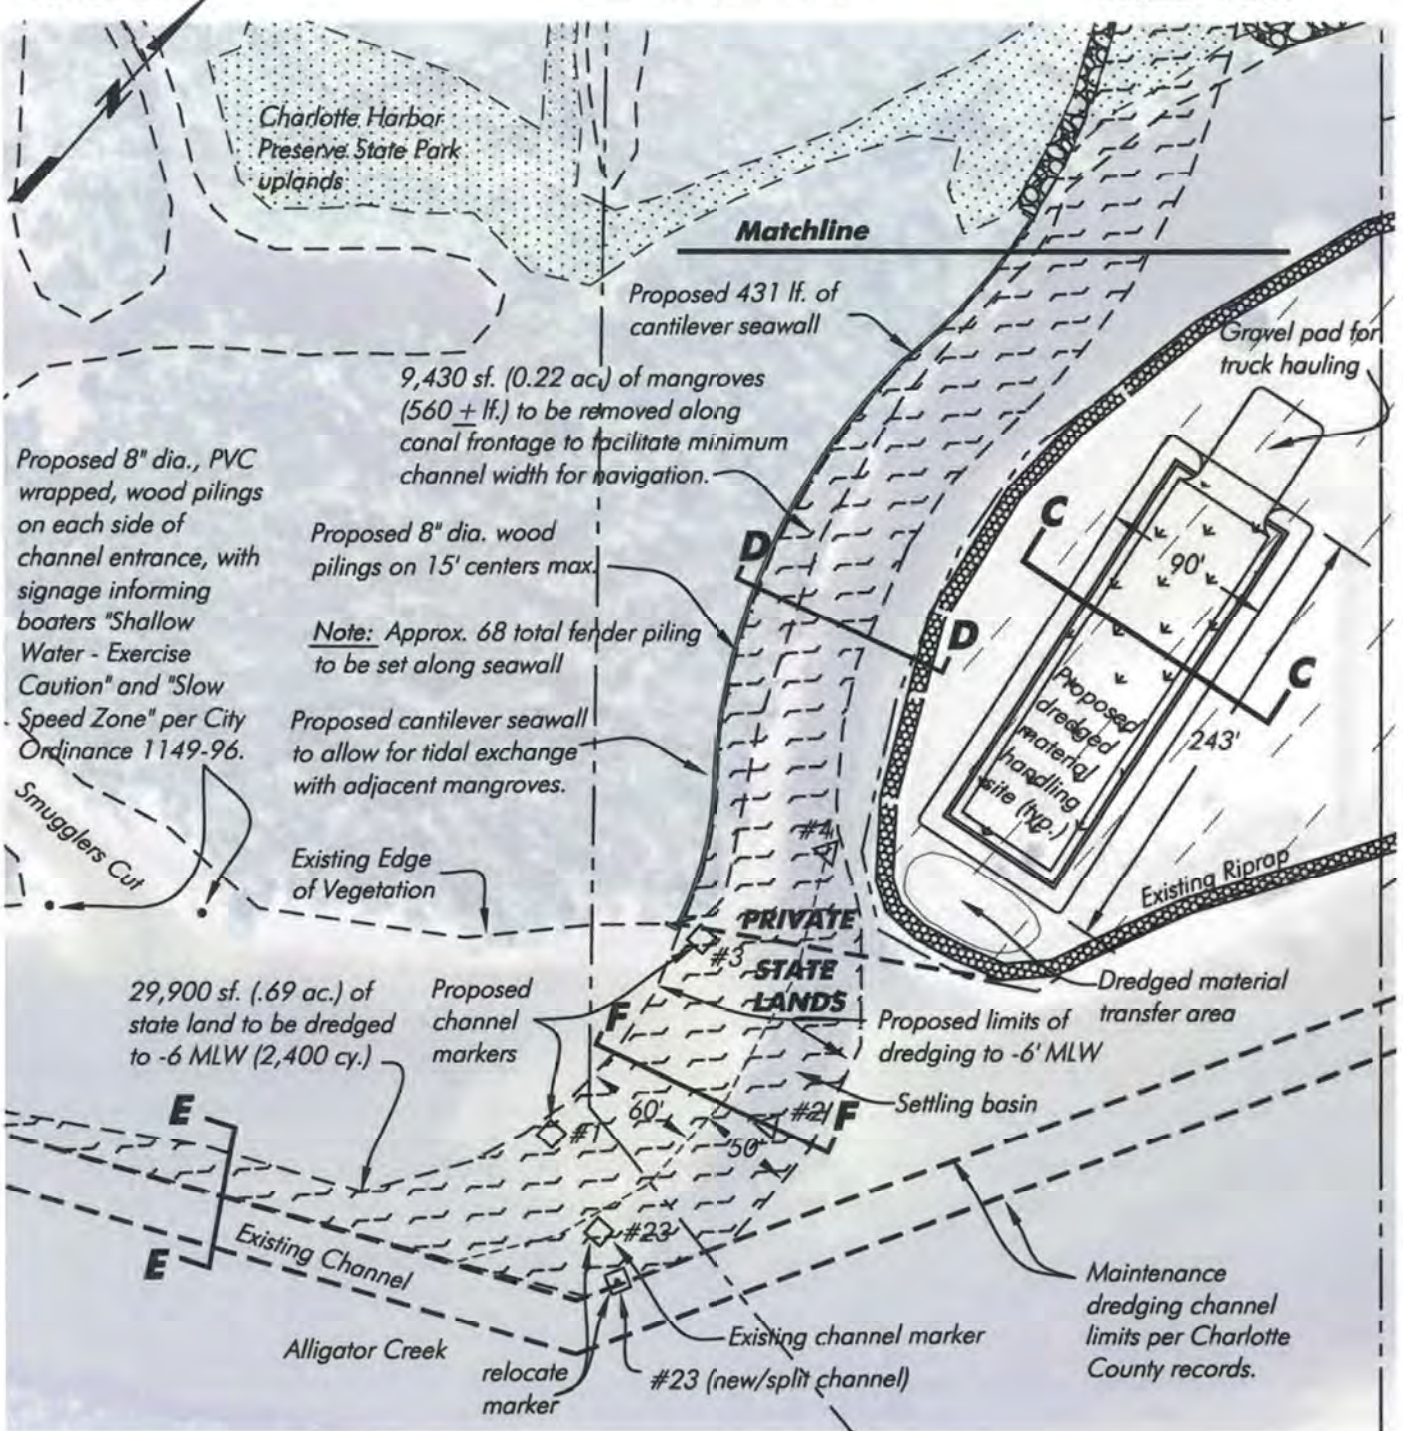 Charlotte Harbor
Preserve State Park
uplands
Matchline
Proposed 431 lf. of
cantilever seawall
Gravel pad for
truck hauling
9,430 sf. (0.22 ac.) of mangroves
(560 ± lf.) to be removed along
canal frontage to facilitate minimum
channel width for navigation.
Proposed 8" dia., PVC
wrapped, wood pilings
on each side of
channel entrance, with
signage informing
boaters "Shallow
Water - Exercise
Caution" and "Slow
Speed Zone" per City
Ordinance 1149-96.
Proposed 8" dia. wood
pilings on 15' centers max.
Note: Approx. 68 total fender piling
to be set along seawall
Proposed cantilever seawall
to allow for tidal exchange
with adjacent mangroves.
D
D
C
C
90'
243'
Proposed
dredged
material
handling
site (typ.)
Smugglers Cut
Existing Edge
of Vegetation
#4
Existing Riprap
PRIVATE
#3
STATE
LANDS
29,900 sf. (.69 ac.) of
state land to be dredged
to -6 MLW (2,400 cy.)
Proposed
channel
markers
F
F
Proposed limits of
dredging to -6' MLW
Dredged material
transfer area
Settling basin
E
E
#1
60'
50'
#2
#23
Existing Channel
Alligator Creek
relocate
marker
Existing channel marker
#23 (new/split channel)
Maintenance
dredging channel
limits per Charlotte
County records.